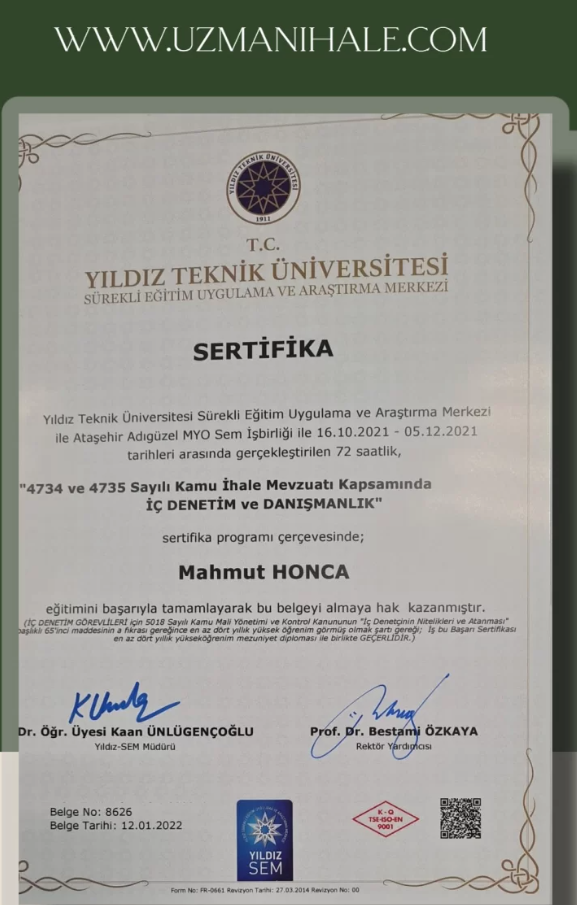 WWW.UZMANIHALE.COM
YILDIZ TEKNİK ÜNİVERSİTESİ
1911
T.C.
YILDIZ TEKNİK ÜNİVERSİTESİ
SÜREKLİ EĞİTİM UYGULAMA VE ARAŞTIRMA MERKEZİ
SERTİFİKA
Yıldız Teknik Üniversitesi Sürekli Eğitim Uygulama ve Araştırma Merkezi
ile Ataşehir Adıgüzel MYO Sem İşbirliği ile 16.10.2021 - 05.12.2021
tarihleri arasında gerçekleştirilen 72 saatlik,
"4734 ve 4735 Sayılı Kamu İhale Mevzuatı Kapsamında
İÇ DENETİM ve DANIŞMANLIK"
sertifika programı çerçevesinde;
Mahmut HONCA
eğitimini başarıyla tamamlayarak bu belgeyi almaya hak kazanmıştır.
(İÇ DENETİM GÖREVLİLERİ için 5018 Sayılı Kamu Mali Yönetimi ve Kontrol Kanununun "İç Denetçinin Nitelikleri ve Atanması"
başlıklı 65'inci maddesinin a fıkrası gereğince en az dört yıllık yüksek öğrenim görmüş olmak şartı gereği; İş bu Başarı Sertifikası
en az dört yıllık yükseköğrenim mezuniyet diploması ile birlikte GEÇERLİDİR.)
Dr. Öğr. Üyesi Kaan ÜNLÜGENÇOĞLU
Yıldız-SEM Müdürü
Prof. Dr. Bestami ÖZKAYA
Rektör Yardımcısı
Belge No: 8626
Belge Tarihi: 12.01.2022
YILDIZ
SEM
K - Q
TSE-ISO-EN
9001
Form No: FR-0661 Revizyon Tarihi: 27.03.2014 Revizyon No: 00